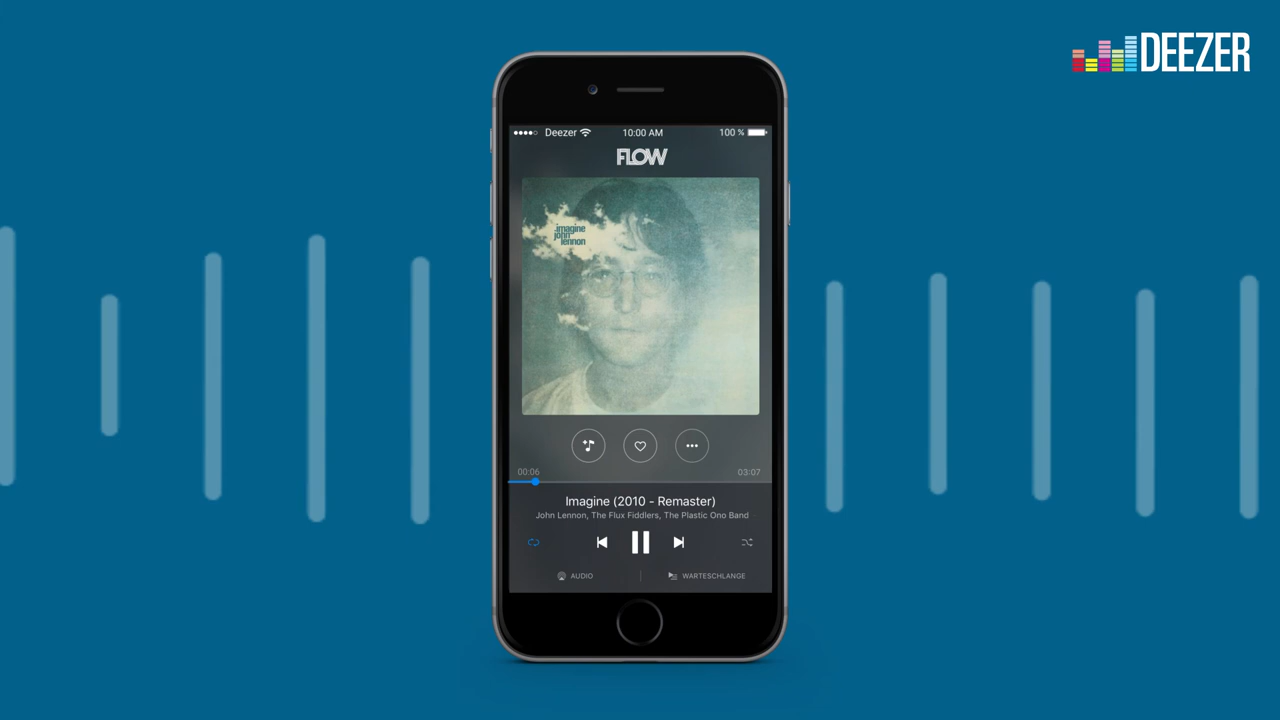 DEEZER
Deezer 10:00 AM 100 %
FLOW
imagine
john
lennon
00:06 03:07
Imagine (2010 - Remaster)
John Lennon, The Flux Fiddlers, The Plastic Ono Band
AUDIO WARTESCHLANGE